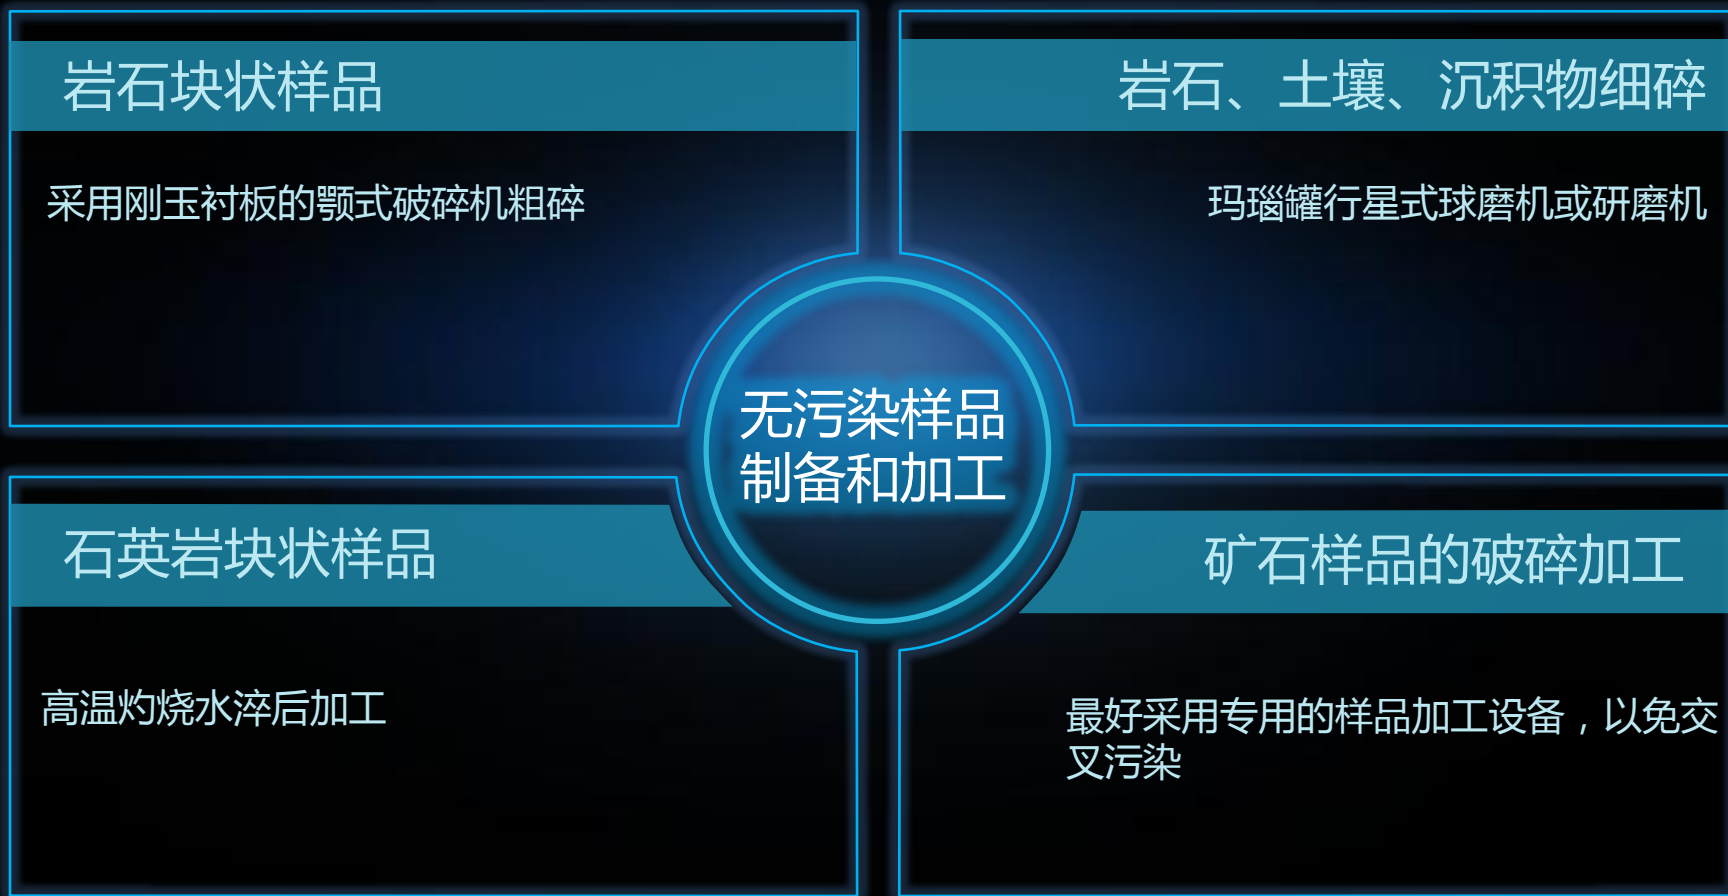 岩石块状样品
采用刚玉衬板的颚式破碎机粗碎
岩石、土壤、沉积物细碎
玛瑙罐行星式球磨机或研磨机
无污染样品
制备和加工
石英岩块状样品
高温灼烧水淬后加工
矿石样品的破碎加工
最好采用专用的样品加工设备，以免交
叉污染